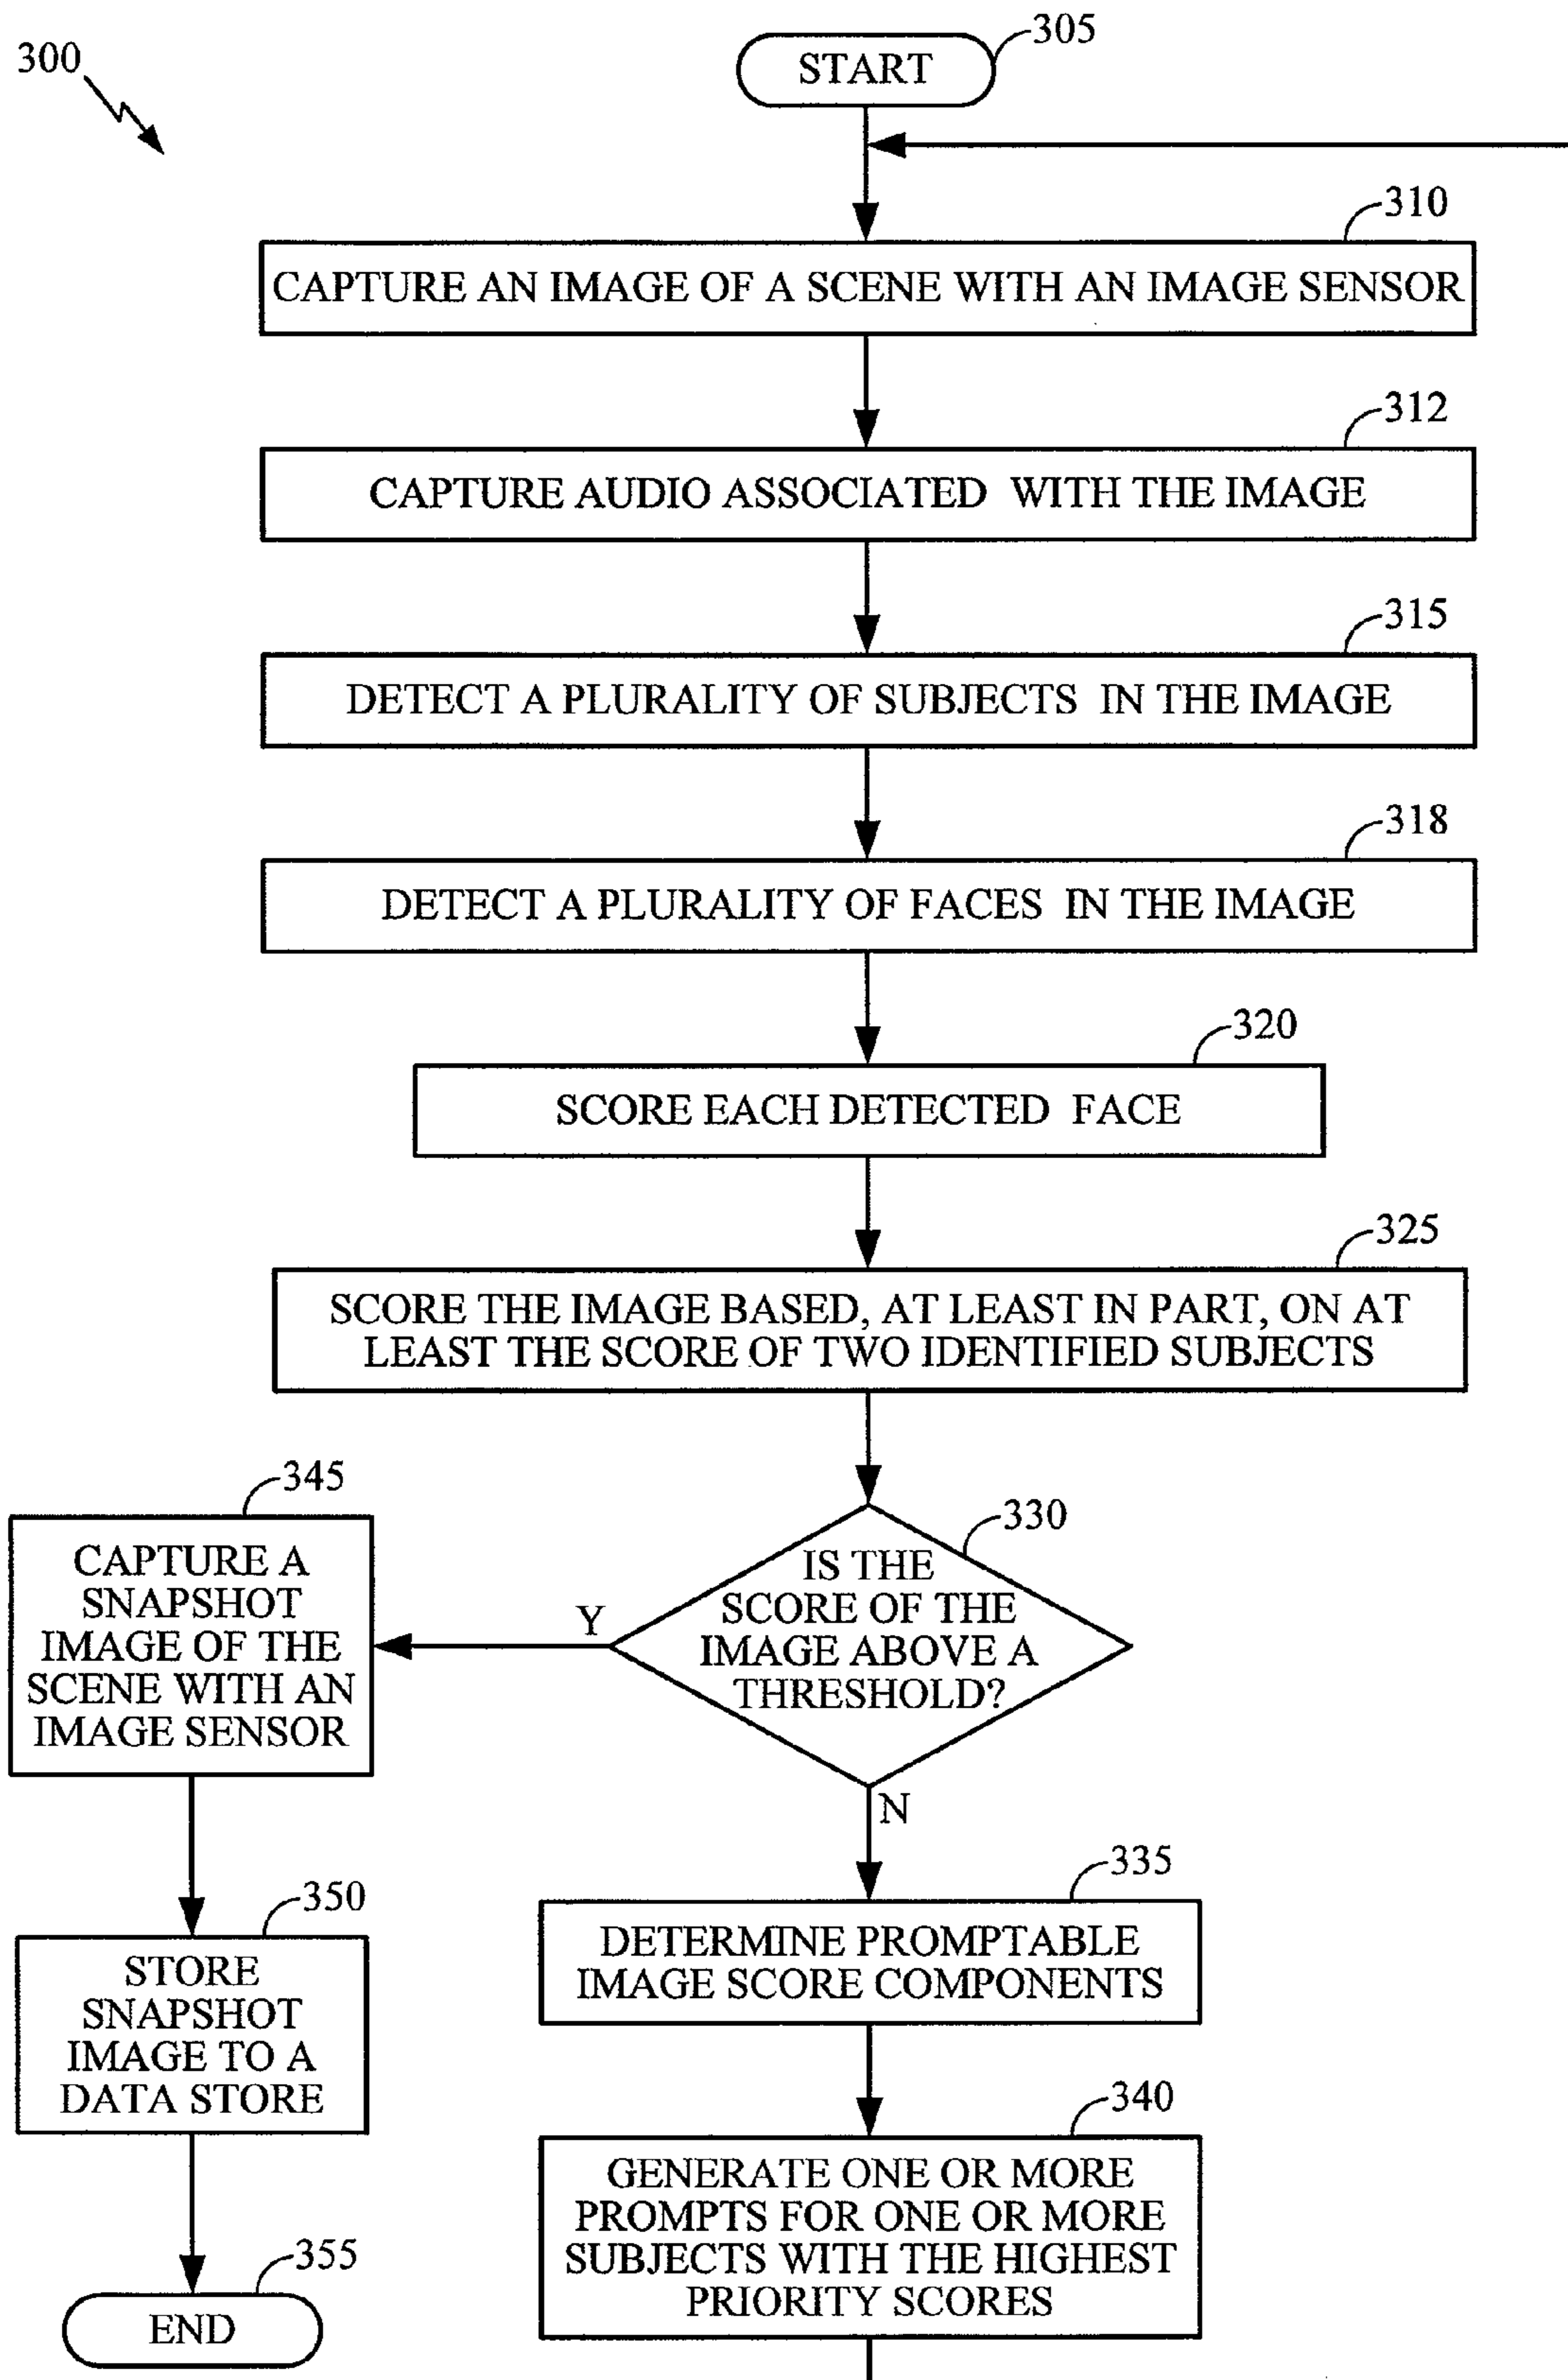 300
START
305
310
CAPTURE AN IMAGE OF A SCENE WITH AN IMAGE SENSOR
312
CAPTURE AUDIO ASSOCIATED WITH THE IMAGE
315
DETECT A PLURALITY OF SUBJECTS IN THE IMAGE
318
DETECT A PLURALITY OF FACES IN THE IMAGE
320
SCORE EACH DETECTED FACE
325
SCORE THE IMAGE BASED, AT LEAST IN PART, ON AT
LEAST THE SCORE OF TWO IDENTIFIED SUBJECTS
330
IS THE
SCORE OF THE
IMAGE ABOVE A
THRESHOLD?
Y
345
CAPTURE A
SNAPSHOT
IMAGE OF THE
SCENE WITH AN
IMAGE SENSOR
350
STORE
SNAPSHOT
IMAGE TO A
DATA STORE
355
END
N
335
DETERMINE PROMPTABLE
IMAGE SCORE COMPONENTS
340
GENERATE ONE OR MORE
PROMPTS FOR ONE OR MORE
SUBJECTS WITH THE HIGHEST
PRIORITY SCORES